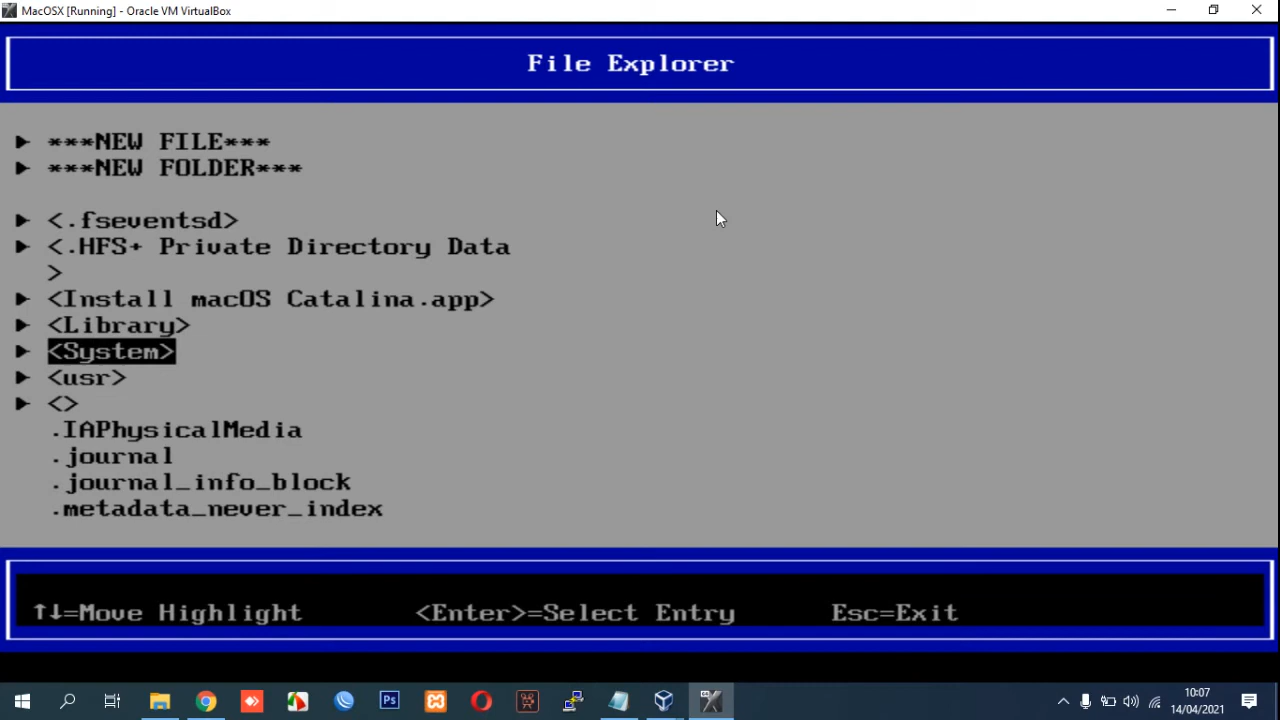 MacOSX [Running] - Oracle VM VirtualBox
File Explorer
***NEW FILE***
***NEW FOLDER***
<.fseventsd>
<.HFS+ Private Directory Data
>
<Install macOS Catalina.app>
<Library>
<System>
<usr>
<>
.IAPhysicalMedia
.journal
.journal_info_block
.metadata_never_index
↑↓=Move Highlight <Enter>=Select Entry Esc=Exit
Ps
10:07
14/04/2021